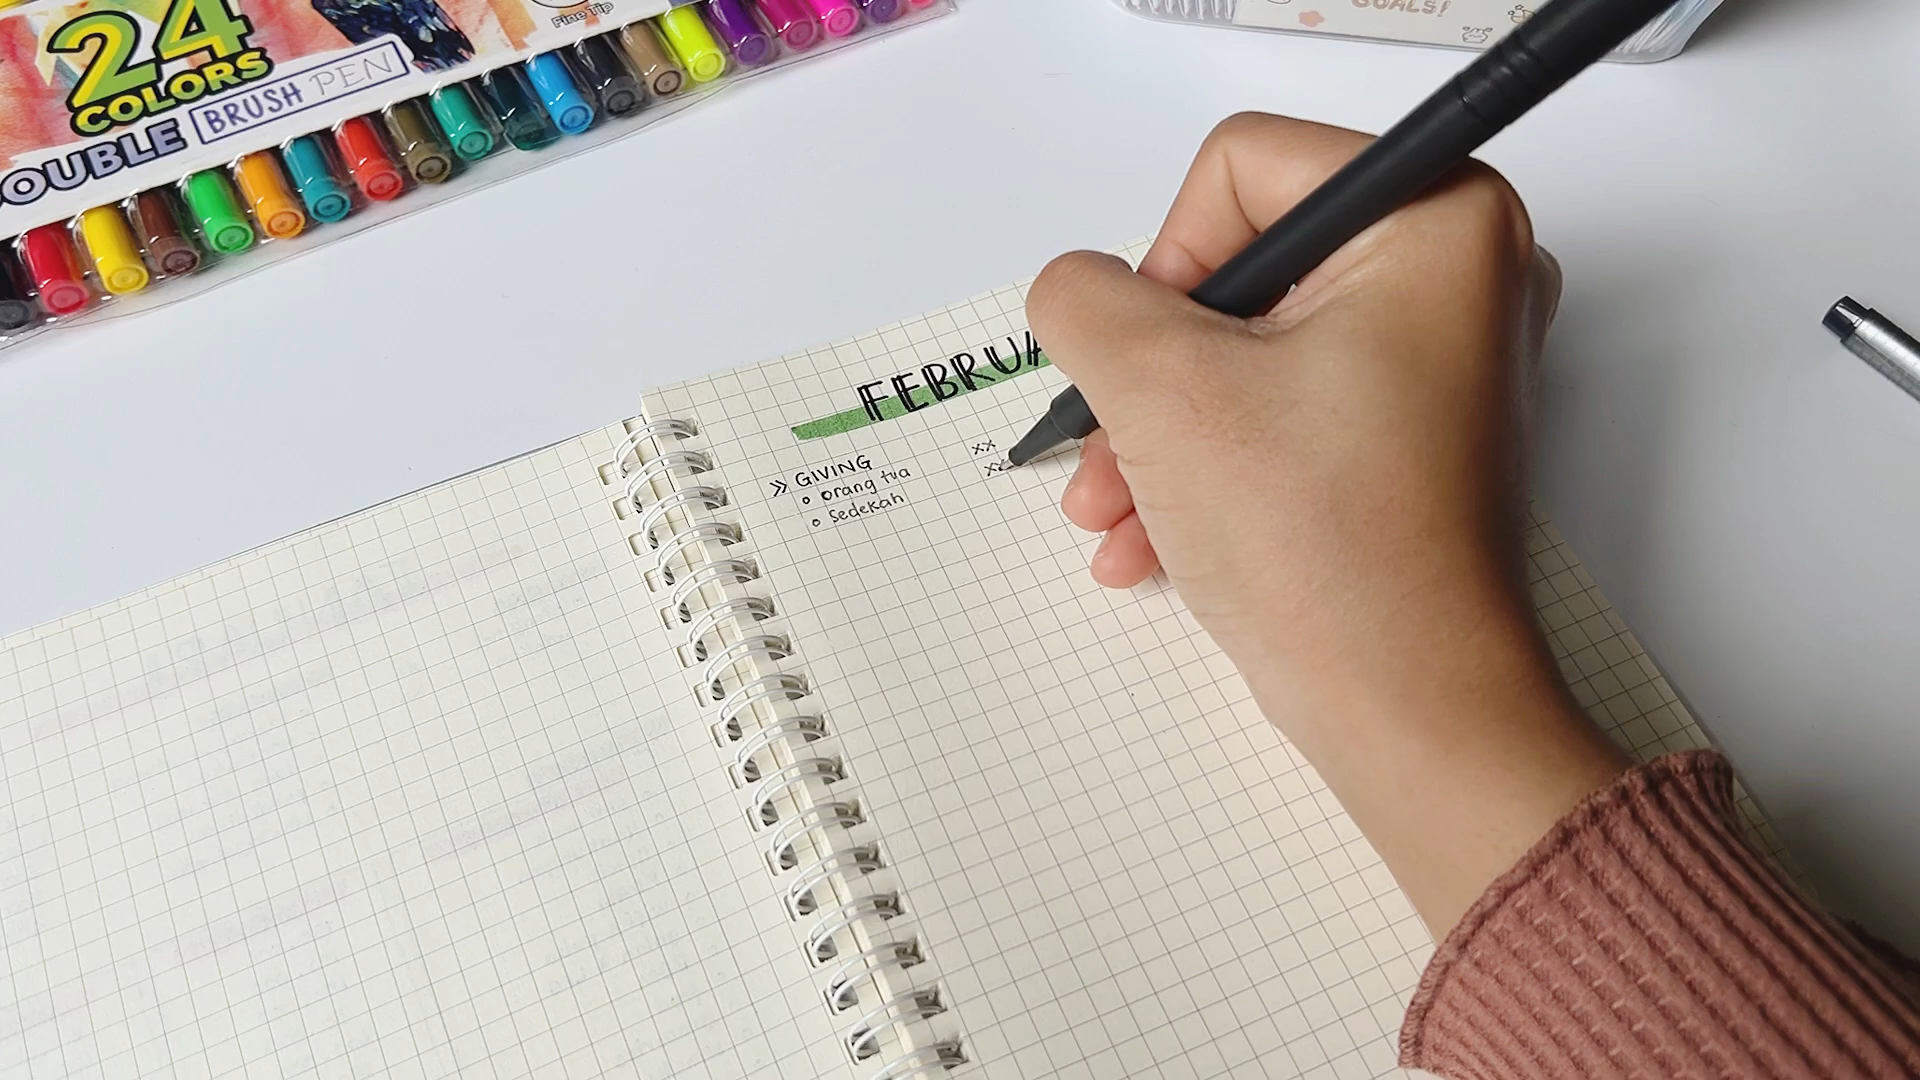 24
COLORS
DOUBLE BRUSH PEN
Fine Tip
GOALS!
FEBRUA
» GIVING
o orang tua xx
o Sedekah xx